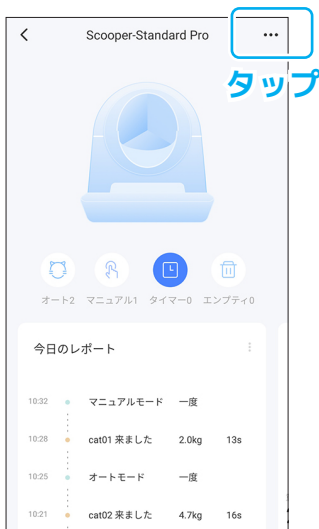 Scooper-Standard Pro
タップ
オート2 マニュアル1 タイマー0 エンプティ0
今日のレポート
10:32 マニュアルモード 一度
10:28 cat01 来ました 2.0kg 13s
10:25 オートモード 一度
10:21 cat02 来ました 4.7kg 16s